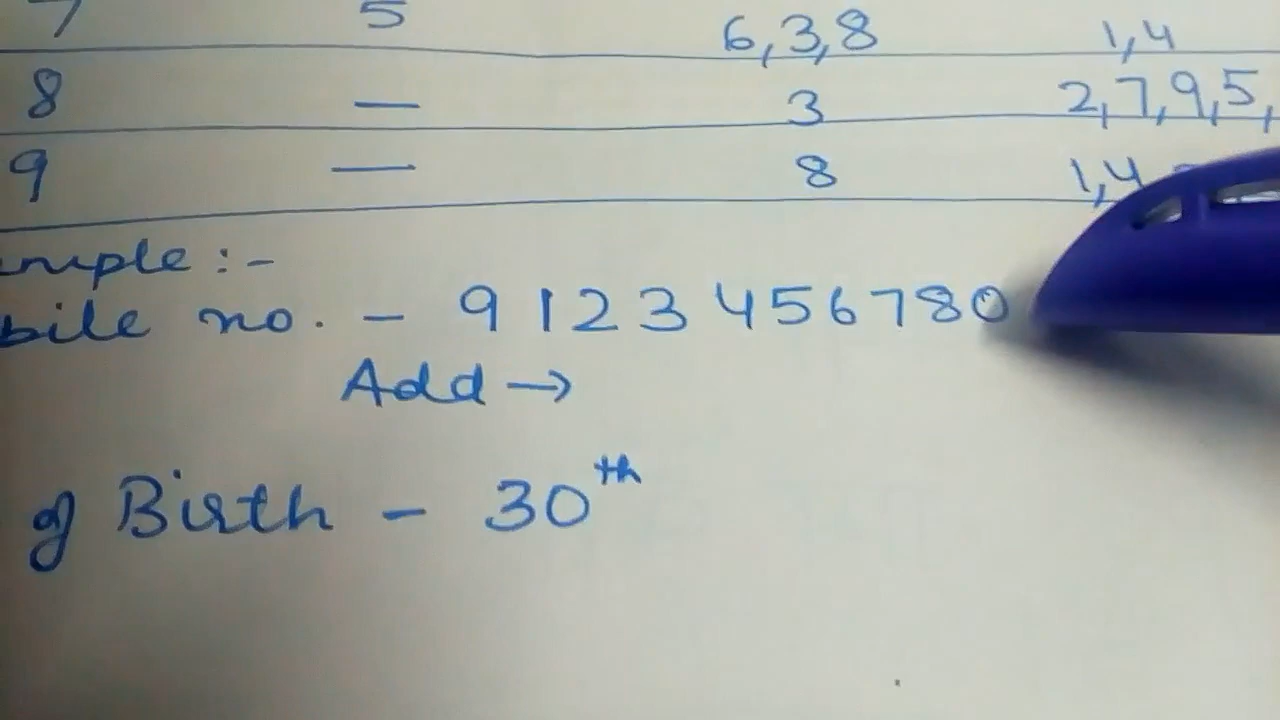 7 5 6,3,8 1,4
8 — 3 2,7,9,5,
9 — 8 1,4
mple :-
bile no. - 9123456780
Add →
of Birth - 30th